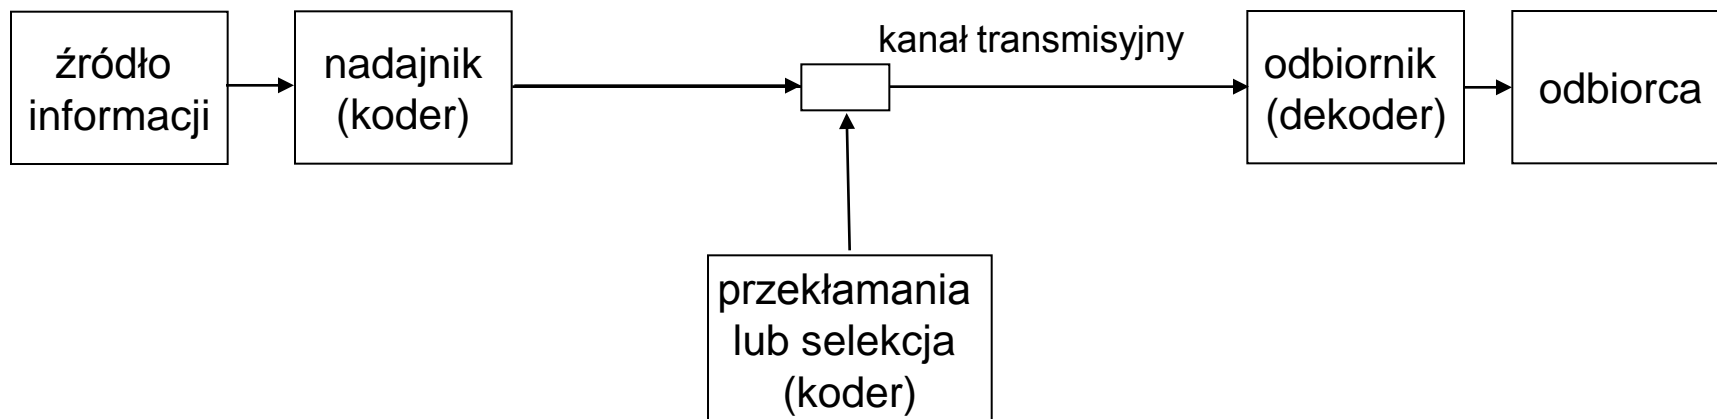 źródło
informacji
nadajnik
(koder)
kanał transmisyjny
odbiornik
(dekoder)
odbiorca
przekłamania
lub selekcja
(koder)